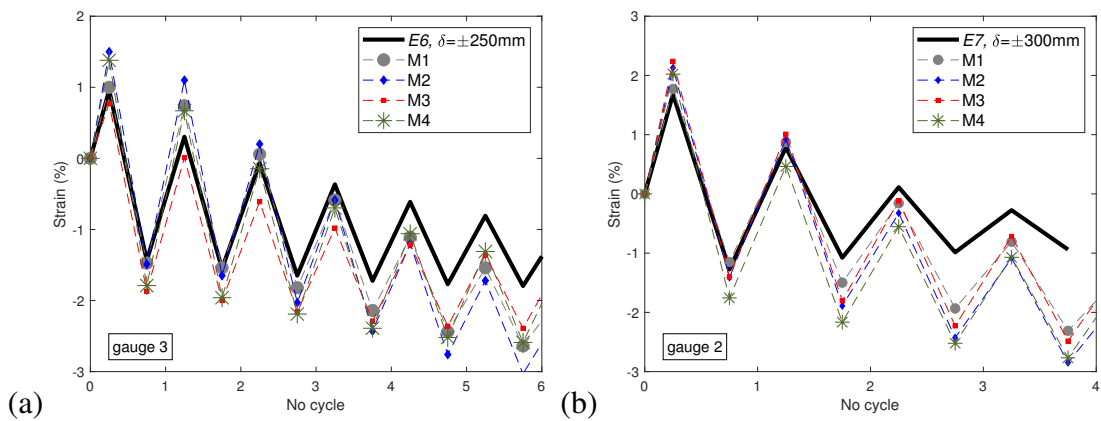 (a)
Strain (%)
2
1
0
-1
-2
-3
E6, δ=±250mm
M1
M2
M3
M4
gauge 3
0 1 2 3 4 5 6
No cycle
(b)
Strain (%)
3
2
1
0
-1
-2
-3
E7, δ=±300mm
M1
M2
M3
M4
gauge 2
0 1 2 3 4
No cycle